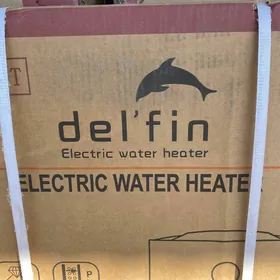 T
del'fin
Electric water heater
ELECTRIC WATER HEATE
P